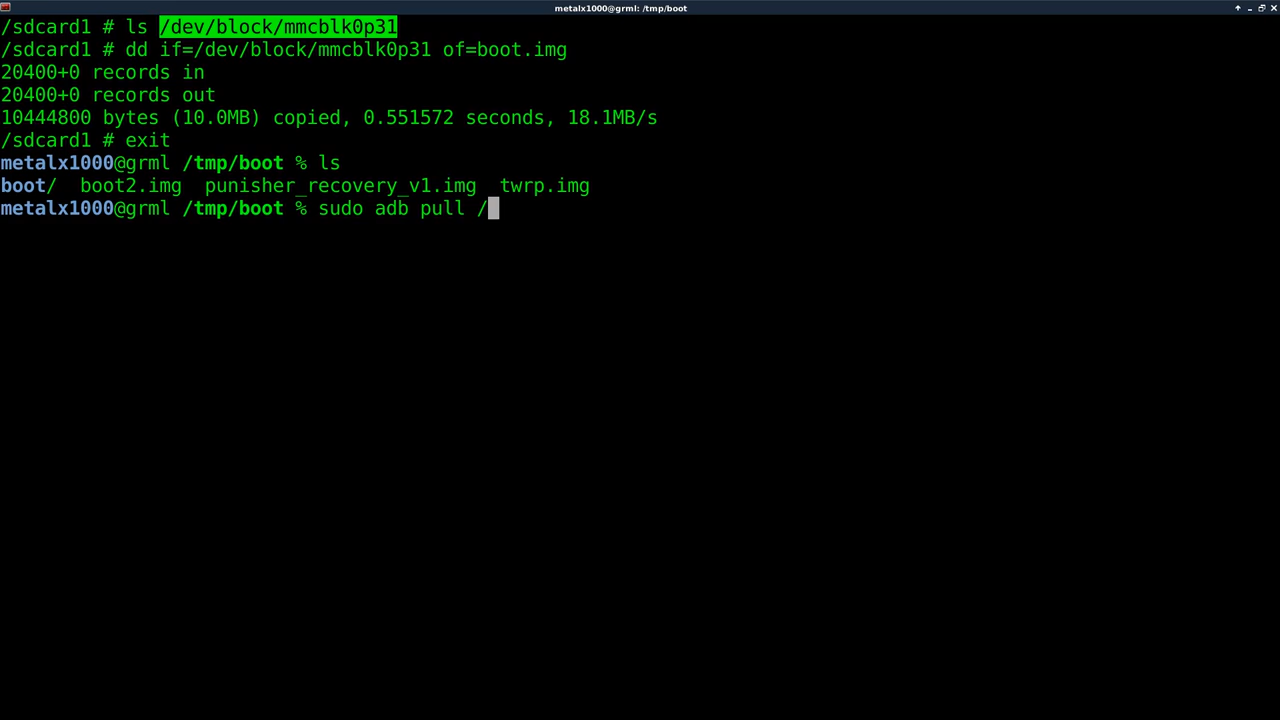 metalx1000@grml: /tmp/boot
/sdcard1 # ls /dev/block/mmcblk0p31
/sdcard1 # dd if=/dev/block/mmcblk0p31 of=boot.img
20400+0 records in
20400+0 records out
10444800 bytes (10.0MB) copied, 0.551572 seconds, 18.1MB/s
/sdcard1 # exit
metalx1000@grml /tmp/boot % ls
boot/  boot2.img  punisher_recovery_v1.img  twrp.img
metalx1000@grml /tmp/boot % sudo adb pull /